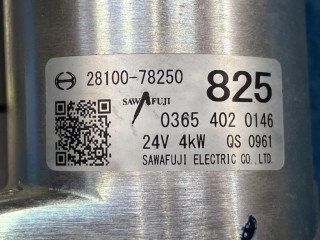 28100-78250 825
SAWAFUJI
0365 402 0146
24V 4kW QS 0961
SAWAFUJI ELECTRIC CO.,LTD.